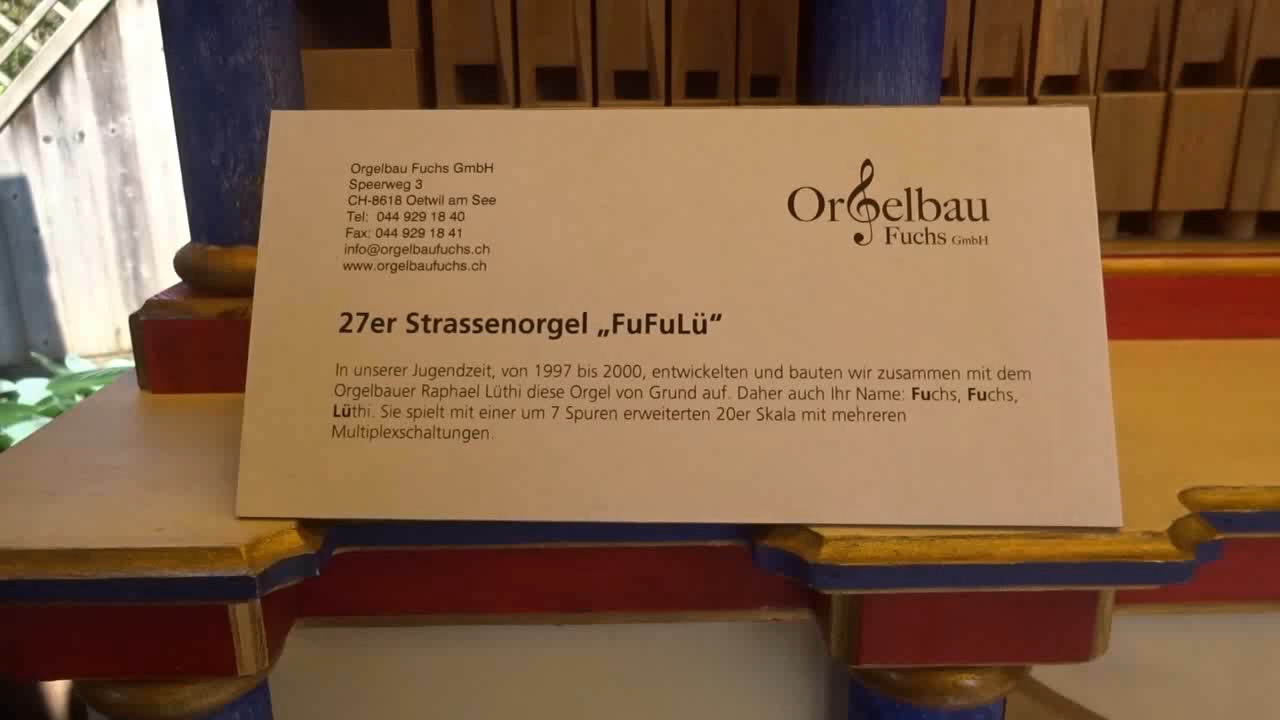 Orgelbau Fuchs GmbH
Speerweg 3
CH-8618 Oetwil am See
Tel: 044 929 18 40
Fax: 044 929 18 41
info@orgelbaufuchs.ch
www.orgelbaufuchs.ch
Orgelbau
Fuchs GmbH
27er Strassenorgel „FuFuLü“
In unserer Jugendzeit, von 1997 bis 2000, entwickelten und bauten wir zusammen mit dem
Orgelbauer Raphael Lüthi diese Orgel von Grund auf. Daher auch Ihr Name: Fuchs, Fuchs,
Lüthi. Sie spielt mit einer um 7 Spuren erweiterten 20er Skala mit mehreren
Multiplexschaltungen.